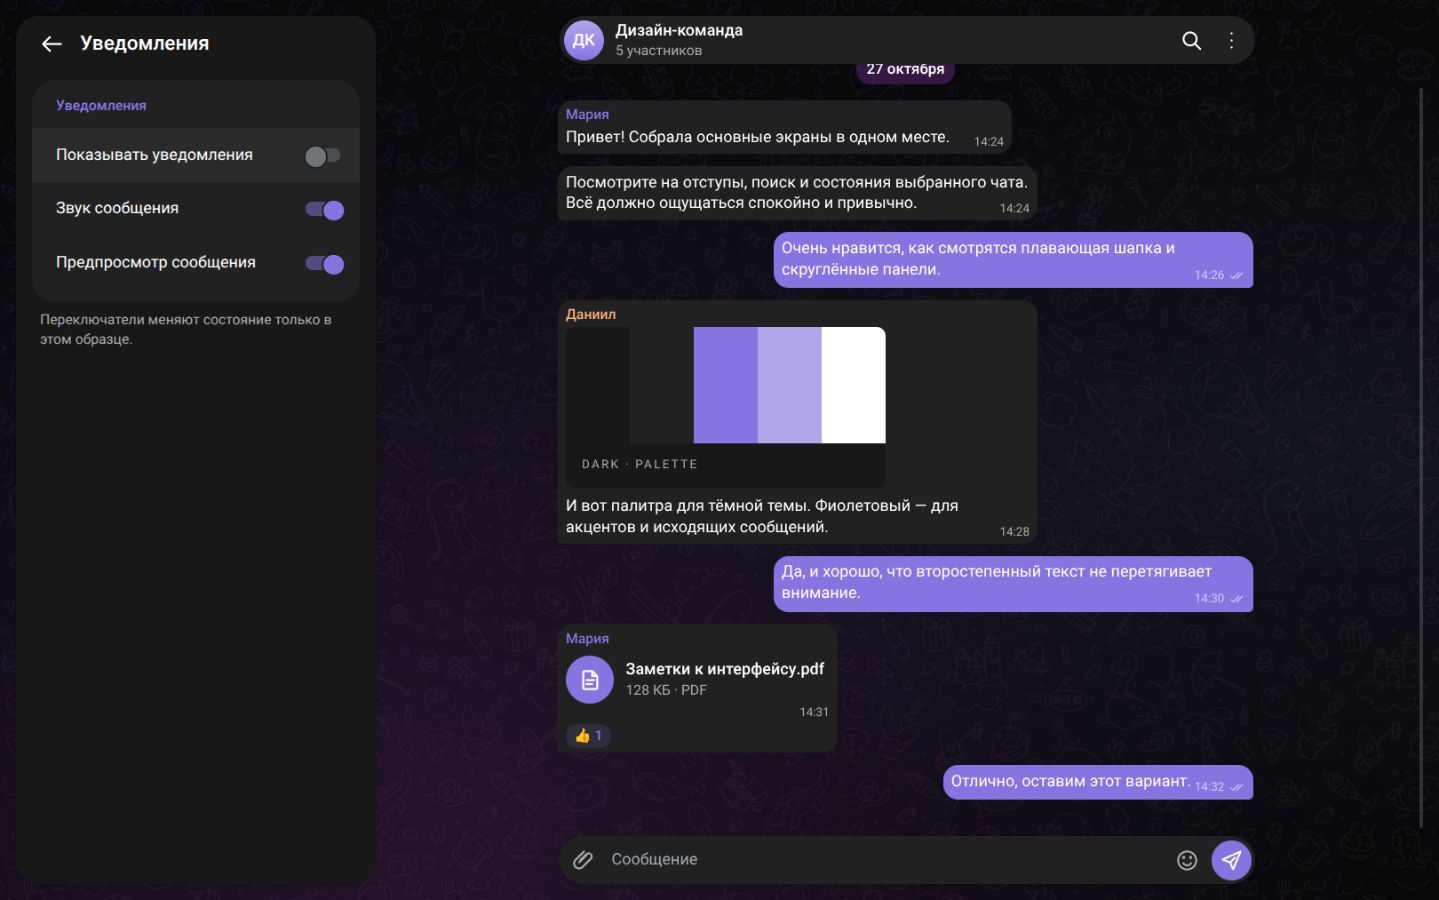 Уведомления
Уведомления
Показывать уведомления
Звук сообщения
Предпросмотр сообщения
Переключатели меняют состояние только в
этом образце.
ДК
Дизайн-команда
5 участников
27 октября
Мария
Привет! Собрала основные экраны в одном месте.
14:24
Посмотрите на отступы, поиск и состояния выбранного чата.
Всё должно ощущаться спокойно и привычно.
14:24
Очень нравится, как смотрятся плавающая шапка и
скруглённые панели.
14:26
Даниил
DARK · PALETTE
И вот палитра для тёмной темы. Фиолетовый — для
акцентов и исходящих сообщений.
14:28
Да, и хорошо, что второстепенный текст не перетягивает
внимание.
14:30
Мария
Заметки к интерфейсу.pdf
128 КБ · PDF
14:31
👍 1
Отлично, оставим этот вариант.
14:32
Сообщение